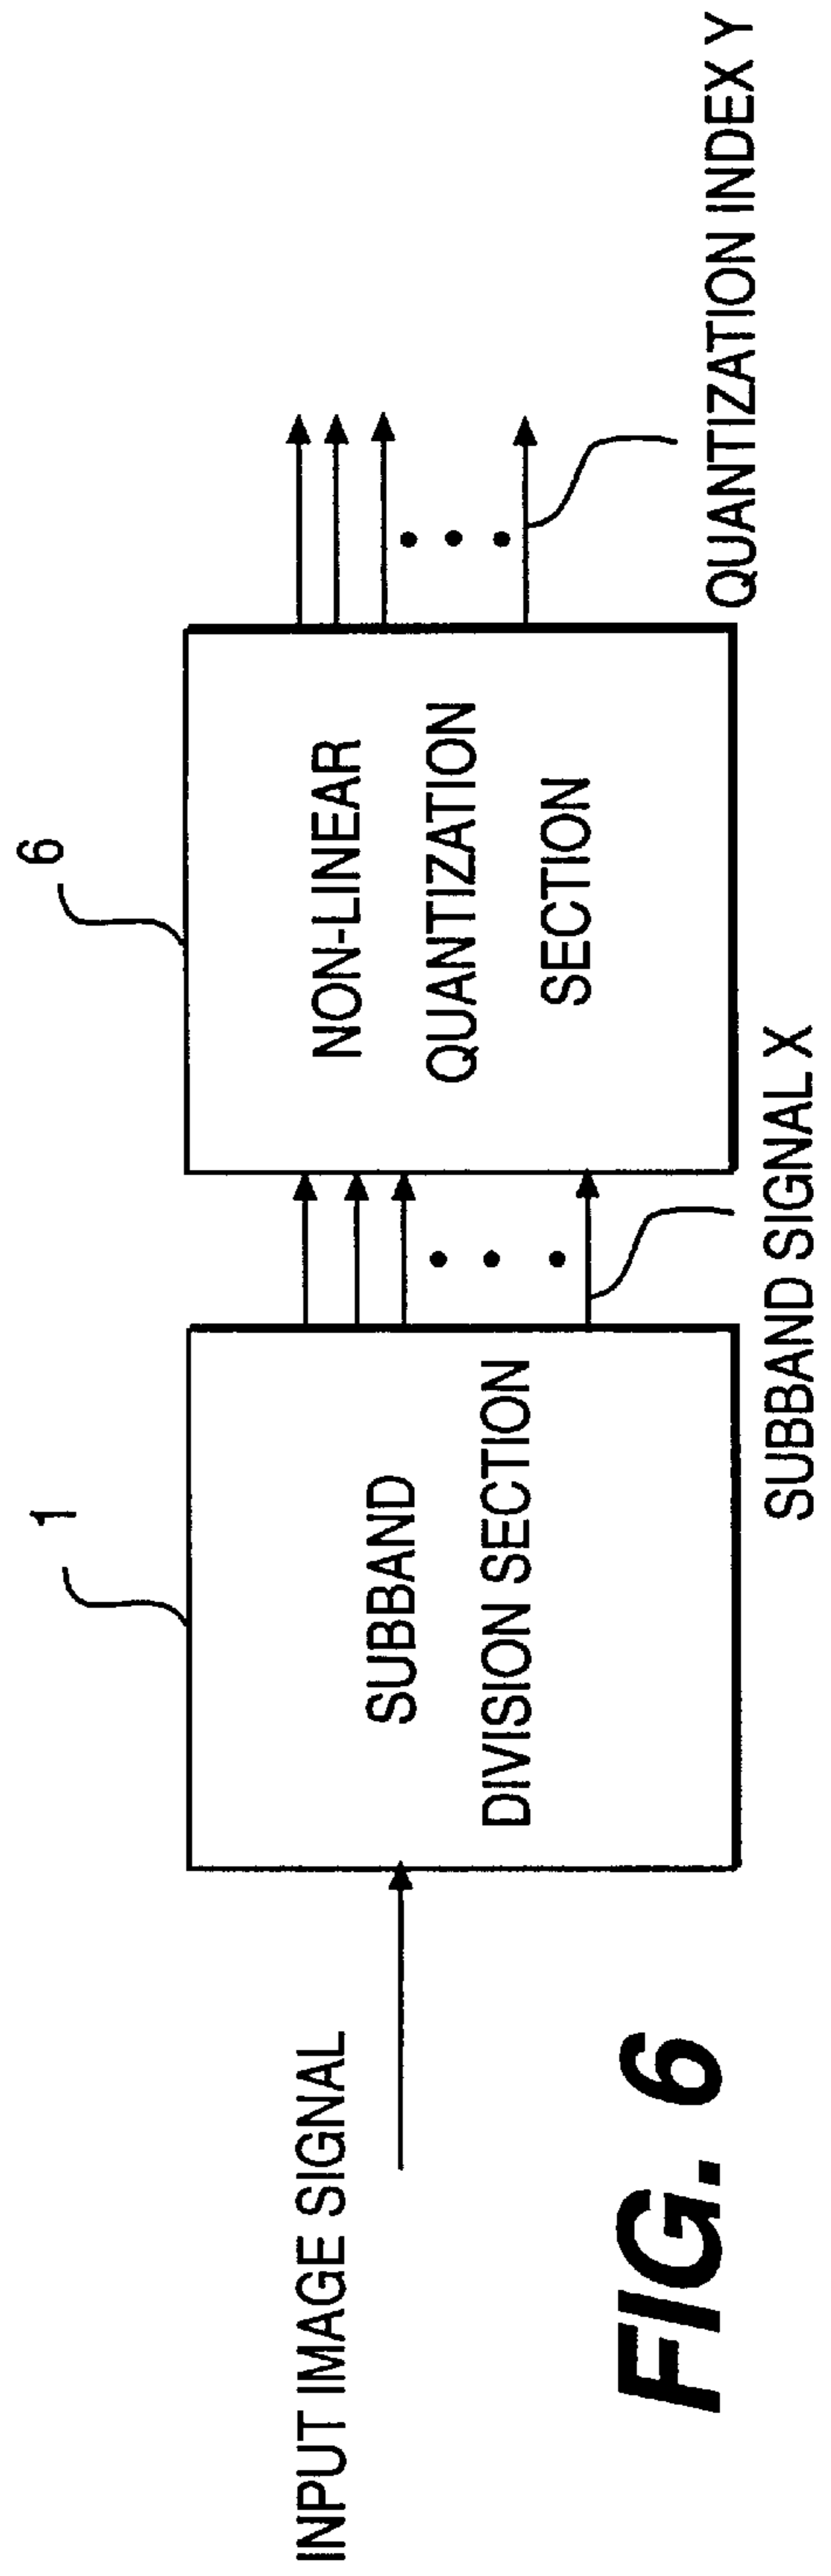 INPUT IMAGE SIGNAL
1
SUBBAND
DIVISION SECTION
SUBBAND SIGNAL X
6
NON-LINEAR
QUANTIZATION
SECTION
QUANTIZATION INDEX Y
FIG. 6